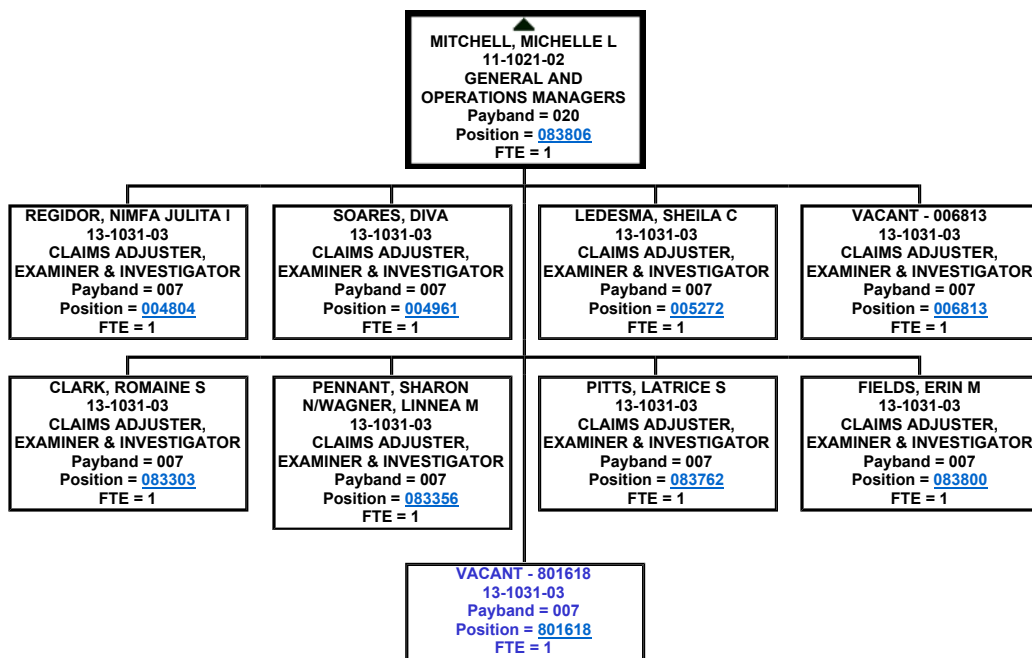 MITCHELL, MICHELLE L
11-1021-02
GENERAL AND
OPERATIONS MANAGERS
Payband = 020
Position = 083806
FTE = 1
REGIDOR, NIMFA JULITA I
13-1031-03
CLAIMS ADJUSTER,
EXAMINER & INVESTIGATOR
Payband = 007
Position = 004804
FTE = 1
SOARES, DIVA
13-1031-03
CLAIMS ADJUSTER,
EXAMINER & INVESTIGATOR
Payband = 007
Position = 004961
FTE = 1
LEDESMA, SHEILA C
13-1031-03
CLAIMS ADJUSTER,
EXAMINER & INVESTIGATOR
Payband = 007
Position = 005272
FTE = 1
VACANT - 006813
13-1031-03
CLAIMS ADJUSTER,
EXAMINER & INVESTIGATOR
Payband = 007
Position = 006813
FTE = 1
CLARK, ROMAINE S
13-1031-03
CLAIMS ADJUSTER,
EXAMINER & INVESTIGATOR
Payband = 007
Position = 083303
FTE = 1
PENNANT, SHARON
N/WAGNER, LINNEA M
13-1031-03
CLAIMS ADJUSTER,
EXAMINER & INVESTIGATOR
Payband = 007
Position = 083356
FTE = 1
PITTS, LATRICE S
13-1031-03
CLAIMS ADJUSTER,
EXAMINER & INVESTIGATOR
Payband = 007
Position = 083762
FTE = 1
FIELDS, ERIN M
13-1031-03
CLAIMS ADJUSTER,
EXAMINER & INVESTIGATOR
Payband = 007
Position = 083800
FTE = 1
VACANT - 801618
13-1031-03
Payband = 007
Position = 801618
FTE = 1